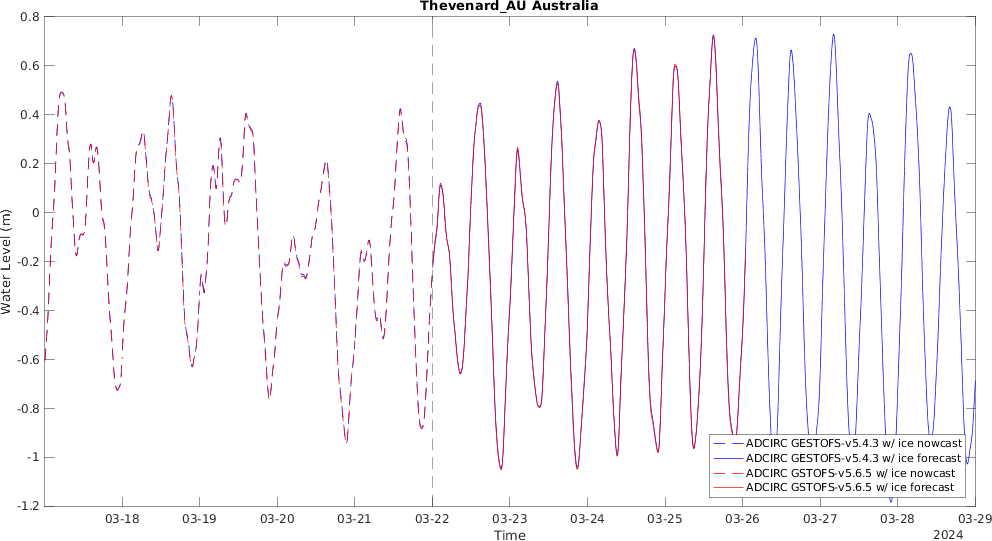 Thevenard_AU Australia
0.8
0.6
0.4
0.2
0
-0.2
-0.4
-0.6
-0.8
-1
-1.2
Water Level (m)
ADCIRC GESTOFS-v5.4.3 w/ ice nowcast
ADCIRC GESTOFS-v5.4.3 w/ ice forecast
ADCIRC GSTOFS-v5.6.5 w/ ice nowcast
ADCIRC GSTOFS-v5.6.5 w/ ice forecast
03-18 03-19 03-20 03-21 03-22 03-23 03-24 03-25 03-26 03-27 03-28 03-29
Time
2024